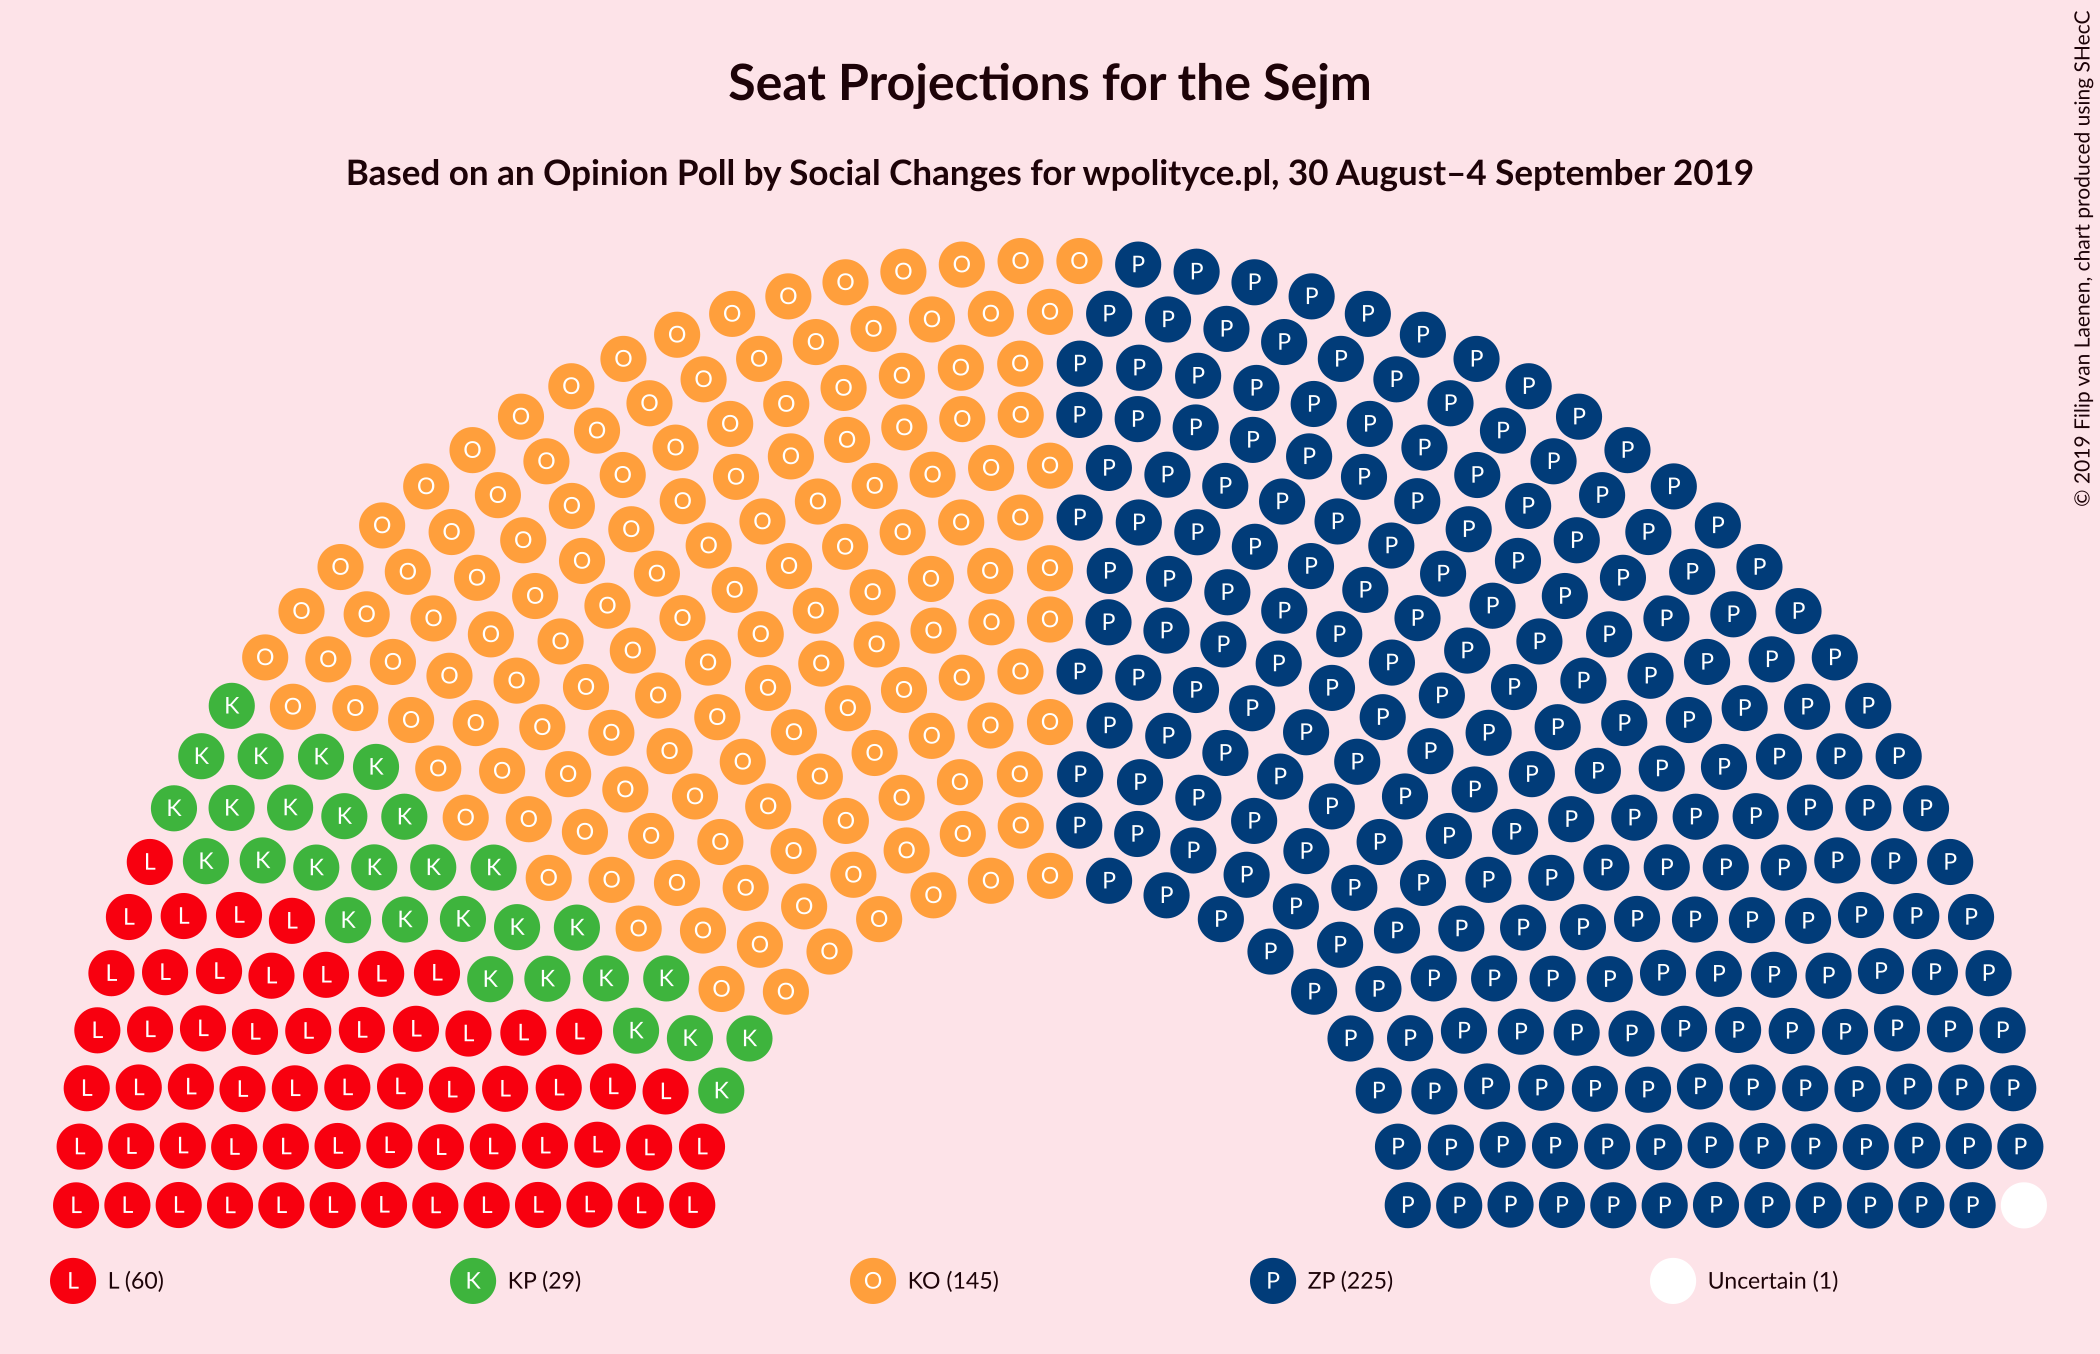 Seat Projections for the Sejm
Based on an Opinion Poll by Social Changes for wpolityce.pl, 30 August–4 September 2019
© 2019 Filip van Laenen, chart produced using SHecC
L L (60)
K KP (29)
O KO (145)
P ZP (225)
Uncertain (1)